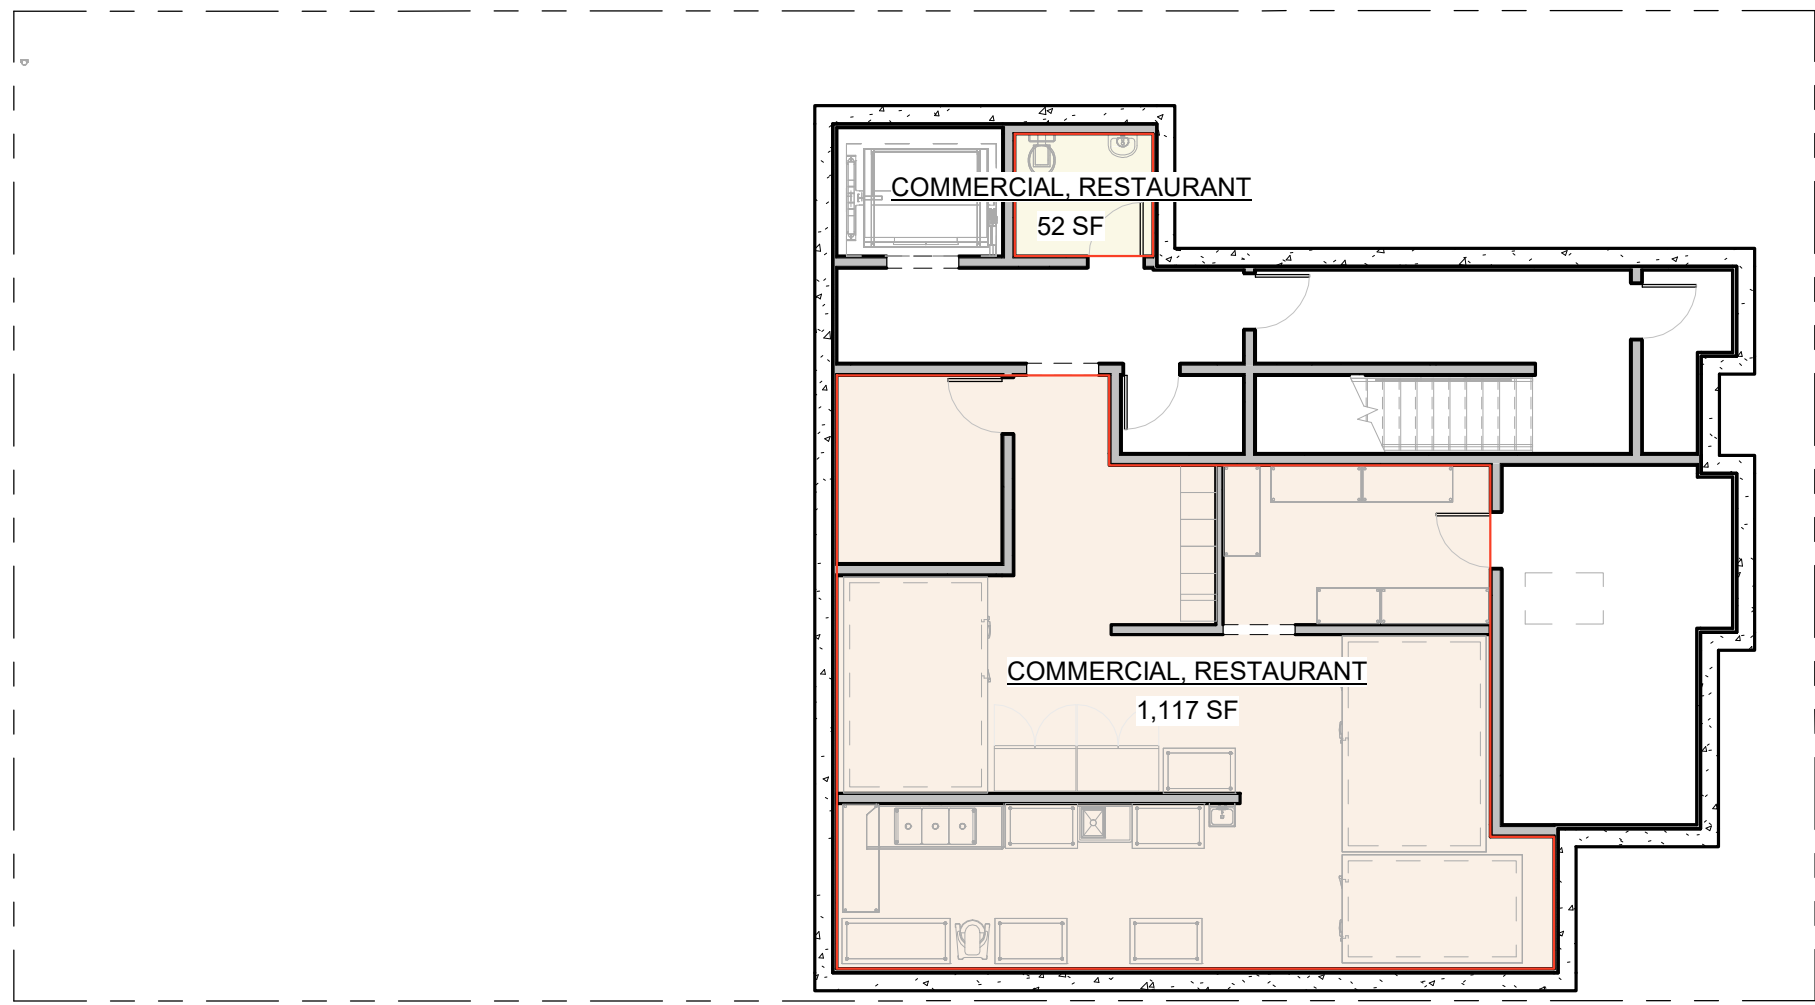 COMMERCIAL, RESTAURANT
52 SF
COMMERCIAL, RESTAURANT
1,117 SF